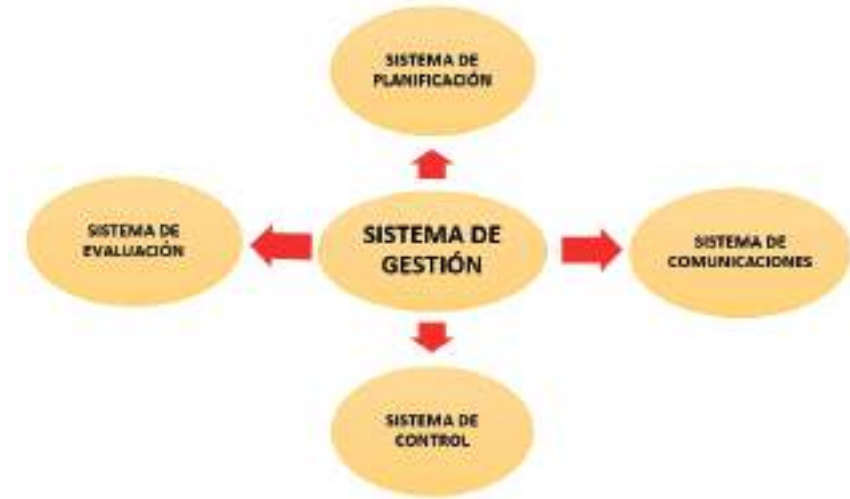 SISTEMA DE
PLANIFICACIÓN
SISTEMA DE
EVALUACIÓN
SISTEMA DE
GESTIÓN
SISTEMA DE
COMUNICACIONES
SISTEMA DE
CONTROL